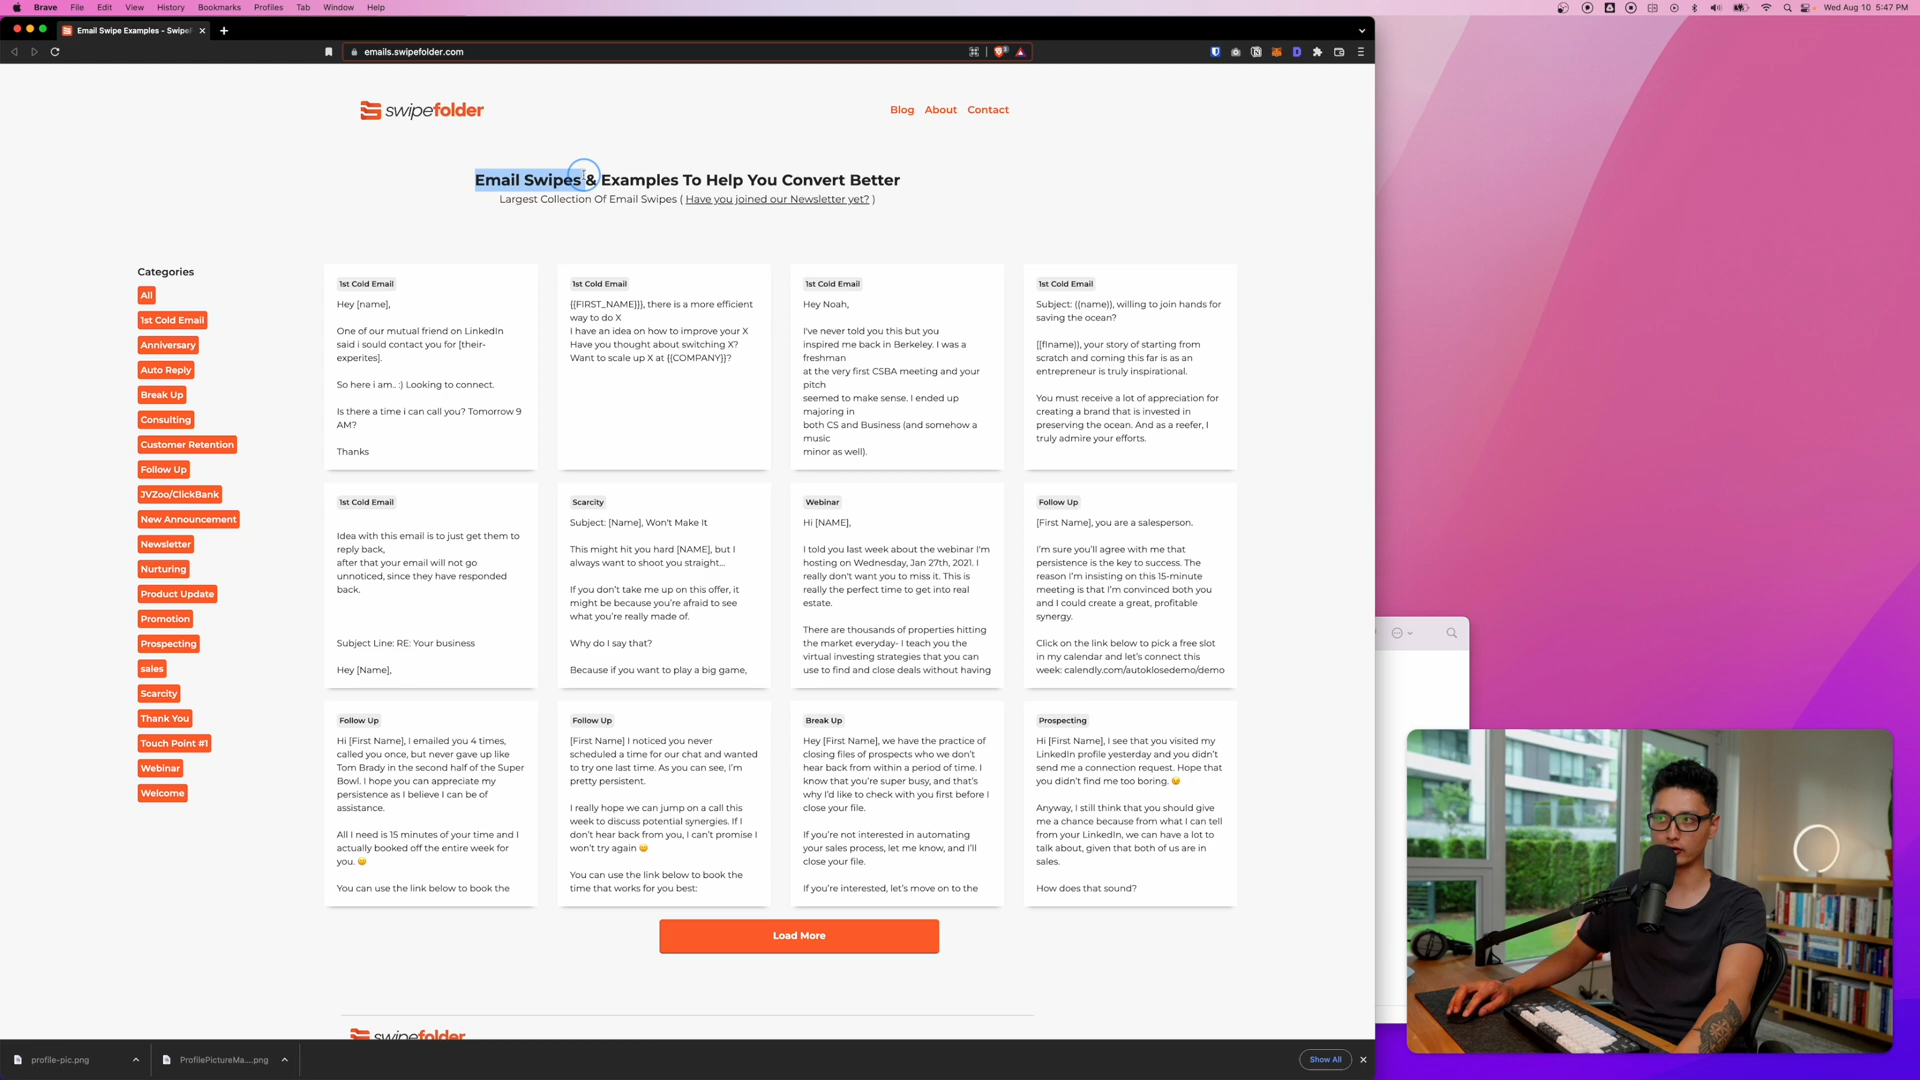 Brave File Edit View History Bookmarks Profiles Tab Window Help Wed Aug 10 5:47 PM
Email Swipe Examples - Swipe
emails.swipefolder.com
swipefolder
Blog About Contact
Email Swipes & Examples To Help You Convert Better
Largest Collection Of Email Swipes ( Have you joined our Newsletter yet? )
Categories
All
1st Cold Email
Anniversary
Auto Reply
Break Up
Consulting
Customer Retention
Follow Up
JVZoo/ClickBank
New Announcement
Newsletter
Nurturing
Product Update
Promotion
Prospecting
sales
Scarcity
Thank You
Touch Point #1
Webinar
Welcome
1st Cold Email
Hey [name],
One of our mutual friend on LinkedIn
said i sould contact you for [their-
experites].
So here i am.. :) Looking to connect.
Is there a time i can call you? Tomorrow 9
AM?
Thanks
1st Cold Email
{{FIRST_NAME}}}, there is a more efficient
way to do X
I have an idea on how to improve your X
Have you thought about switching X?
Want to scale up X at {{COMPANY}}?
1st Cold Email
Hey Noah,
I've never told you this but you
inspired me back in Berkeley. I was a
freshman
at the very first CSBA meeting and your
pitch
seemed to make sense. I ended up
majoring in
both CS and Business (and somehow a
music
minor as well).
1st Cold Email
Subject: ((name)), willing to join hands for
saving the ocean?
[[flname)), your story of starting from
scratch and coming this far is as an
entrepreneur is truly inspirational.
You must receive a lot of appreciation for
creating a brand that is invested in
preserving the ocean. And as a reefer, I
truly admire your efforts.
1st Cold Email
Idea with this email is to just get them to
reply back,
after that your email will not go
unnoticed, since they have responded
back.
Subject Line: RE: Your business
Hey [Name],
Scarcity
Subject: [Name], Won't Make It
This might hit you hard [NAME], but I
always want to shoot you straight...
If you don't take me up on this offer, it
might be because you're afraid to see
what you're really made of.
Why do I say that?
Because if you want to play a big game,
Webinar
Hi [NAME],
I told you last week about the webinar I'm
hosting on Wednesday, Jan 27th, 2021. I
really don't want you to miss it. This is
really the perfect time to get into real
estate.
There are thousands of properties hitting
the market everyday- I teach you the
virtual investing strategies that you can
use to find and close deals without having
Follow Up
[First Name], you are a salesperson.
I'm sure you'll agree with me that
persistence is the key to success. The
reason I'm insisting on this 15-minute
meeting is that I'm convinced both you
and I could create a great, profitable
synergy.
Click on the link below to pick a free slot
in my calendar and let's connect this
week: calendly.com/autoklosedemo/demo
Follow Up
Hi [First Name], I emailed you 4 times,
called you once, but never gave up like
Tom Brady in the second half of the Super
Bowl. I hope you can appreciate my
persistence as I believe I can be of
assistance.
All I need is 15 minutes of your time and I
actually booked off the entire week for
you. 😀
You can use the link below to book the
Follow Up
[First Name] I noticed you never
scheduled a time for our chat and wanted
to try one last time. As you can see, I'm
pretty persistent.
I really hope we can jump on a call this
week to discuss potential synergies. If I
don't hear back from you, I can't promise I
won't try again 😀
You can use the link below to book the
time that works for you best:
Break Up
Hey [First Name], we have the practice of
closing files of prospects who we don't
hear back from within a period of time. I
know that you're super busy, and that's
why I'd like to check with you first before I
close your file.
If you're not interested in automating
your sales process, let me know, and I'll
close your file.
If you're interested, let's move on to the
Prospecting
Hi [First Name], I see that you visited my
LinkedIn profile yesterday and you didn't
send me a connection request. Hope that
you didn't find me too boring. 😉
Anyway, I still think that you should give
me a chance because from what I can tell
from your LinkedIn, we can have a lot to
talk about, given that both of us are in
sales.
How does that sound?
Load More
swipefolder
profile-pic.png
ProfilePictureMa....png
Show All